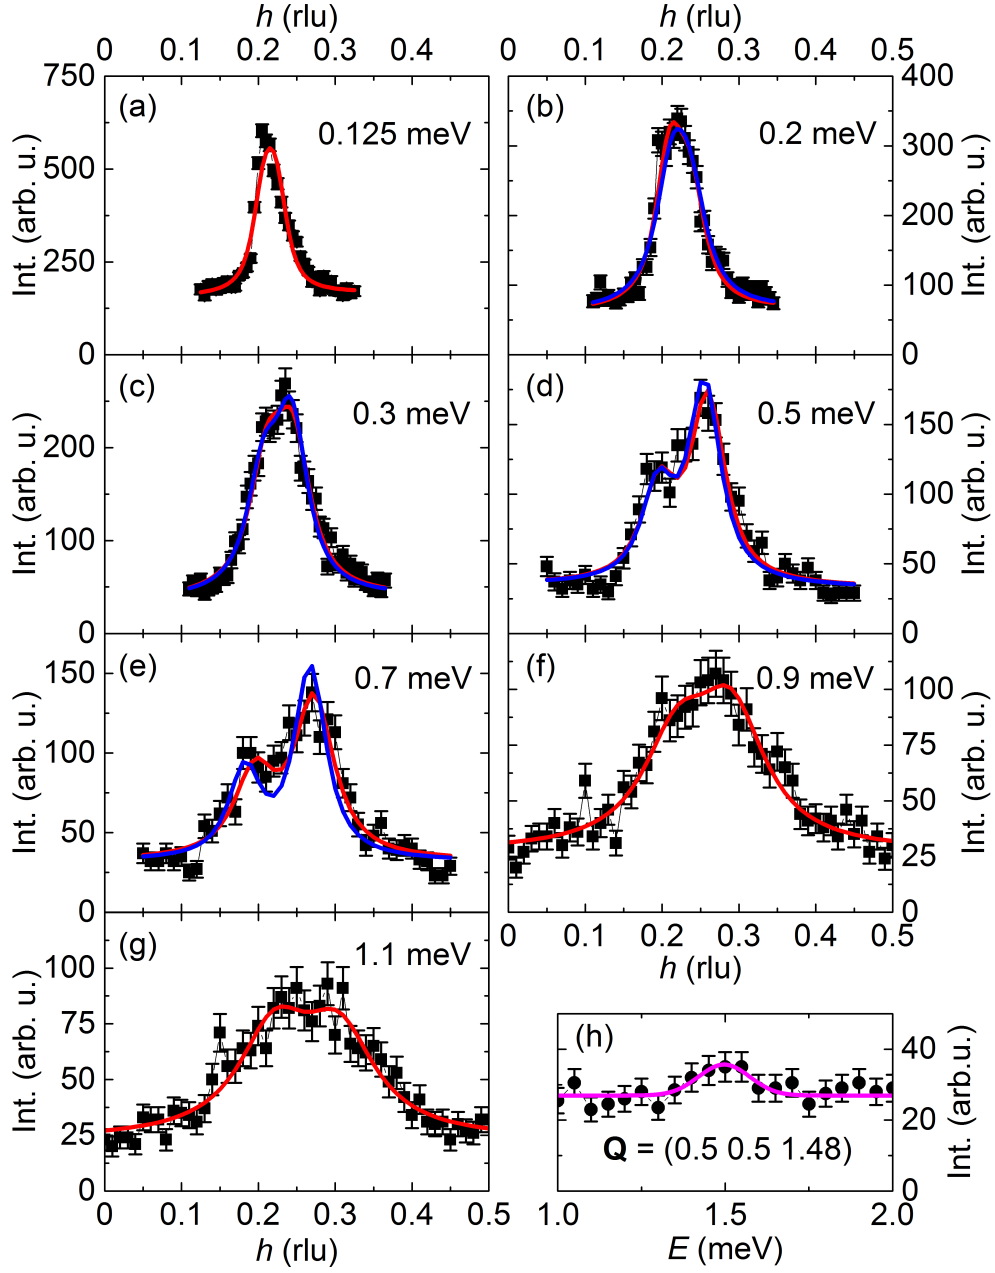 h (rlu) h (rlu)
0 0.1 0.2 0.3 0.4 0.1 0.2 0.3 0.4 0.5
(a) 0.125 meV
Int. (arb. u.)
750
500
250
0
(b) 0.2 meV
Int. (arb. u.)
400
300
200
100
0
(c) 0.3 meV
Int. (arb. u.)
200
100
0
(d) 0.5 meV
Int. (arb. u.)
150
100
50
0
(e) 0.7 meV
Int. (arb. u.)
150
100
50
0
(f) 0.9 meV
Int. (arb. u.)
100
75
50
25
0
0 0.1 0.2 0.3 0.4 0.5
h (rlu)
(g) 1.1 meV
Int. (arb. u.)
100
75
50
25
0
0 0.1 0.2 0.3 0.4 0.5
h (rlu)
(h)
Q = (0.5 0.5 1.48)
Int. (arb.u.)
40
20
0
1.0 1.5 2.0
E (meV)